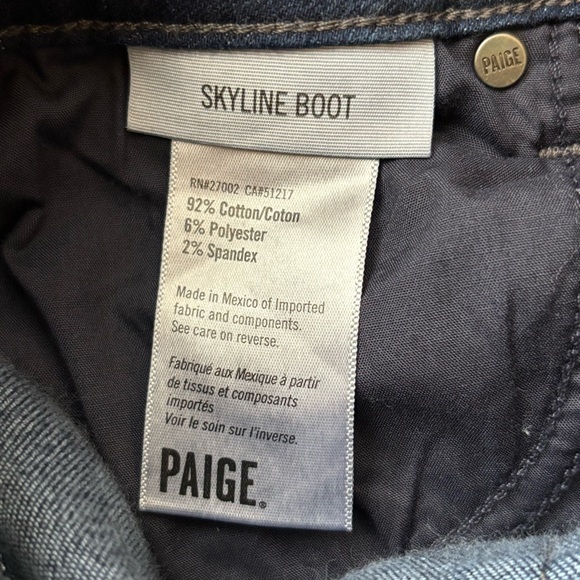 PAIGE
SKYLINE BOOT
RN#27002 CA#51217
92% Cotton/Coton
6% Polyester
2% Spandex
Made in Mexico of Imported
fabric and components.
See care on reverse.
Fabriqué aux Mexique à partir
de tissus et composants
importés
Voir le soin sur l'inverse.
PAIGE®